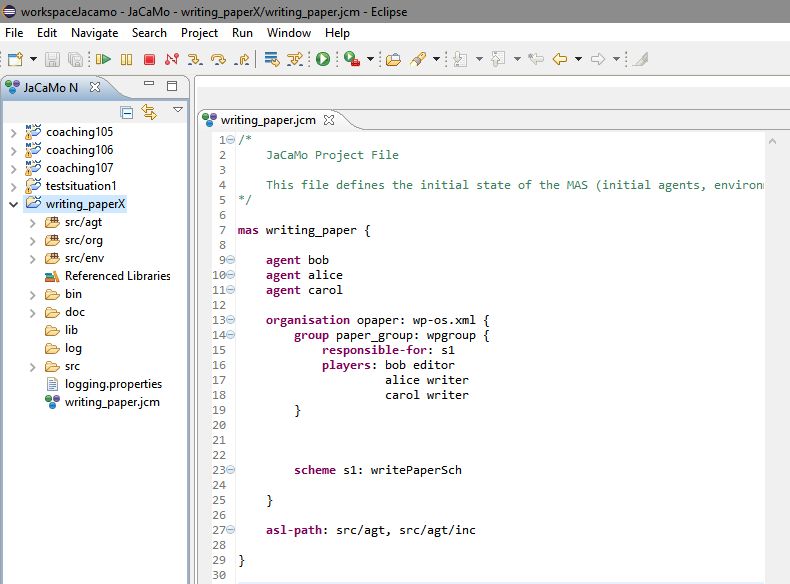 workspaceJacamo - JaCaMo - writing_paperX/writing_paper.jcm - Eclipse
File Edit Navigate Search Project Run Window Help
JaCaMo N
coaching105
coaching106
coaching107
testsituation1
writing_paperX
src/agt
src/org
src/env
Referenced Libraries
bin
doc
lib
log
src
logging.properties
writing_paper.jcm
writing_paper.jcm
1 /*
2 JaCaMo Project File
3
4 This file defines the initial state of the MAS (initial agents, environ
5 */
6
7 mas writing_paper {
8
9 agent bob
10 agent alice
11 agent carol
12
13 organisation opaper: wp-os.xml {
14 group paper_group: wpgroup {
15 responsible-for: s1
16 players: bob editor
17 alice writer
18 carol writer
19 }
20
21
22
23 scheme s1: writePaperSch
24
25 }
26
27 asl-path: src/agt, src/agt/inc
28
29 }
30